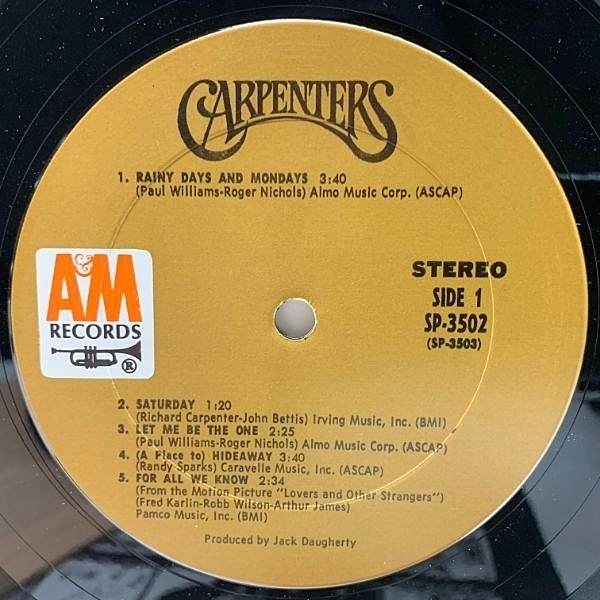 CARPENTERS
1. RAINY DAYS AND MONDAYS 3:40
(Paul Williams-Roger Nichols) Almo Music Corp. (ASCAP)
A&M
RECORDS
®
STEREO
SIDE 1
SP-3502
(SP-3503)
2. SATURDAY 1:20
(Richard Carpenter-John Bettis) Irving Music, Inc. (BMI)
3. LET ME BE THE ONE 2:25
(Paul Williams-Roger Nichols) Almo Music Corp. (ASCAP)
4. (A Place to) HIDEAWAY 3:40
(Randy Sparks) Caravelle Music, Inc. (ASCAP)
5. FOR ALL WE KNOW 2:34
(From the Motion Picture "Lovers and Other Strangers")
(Fred Karlin-Robb Wilson-Arthur James)
Pamco Music, Inc. (BMI)
Produced by Jack Daugherty